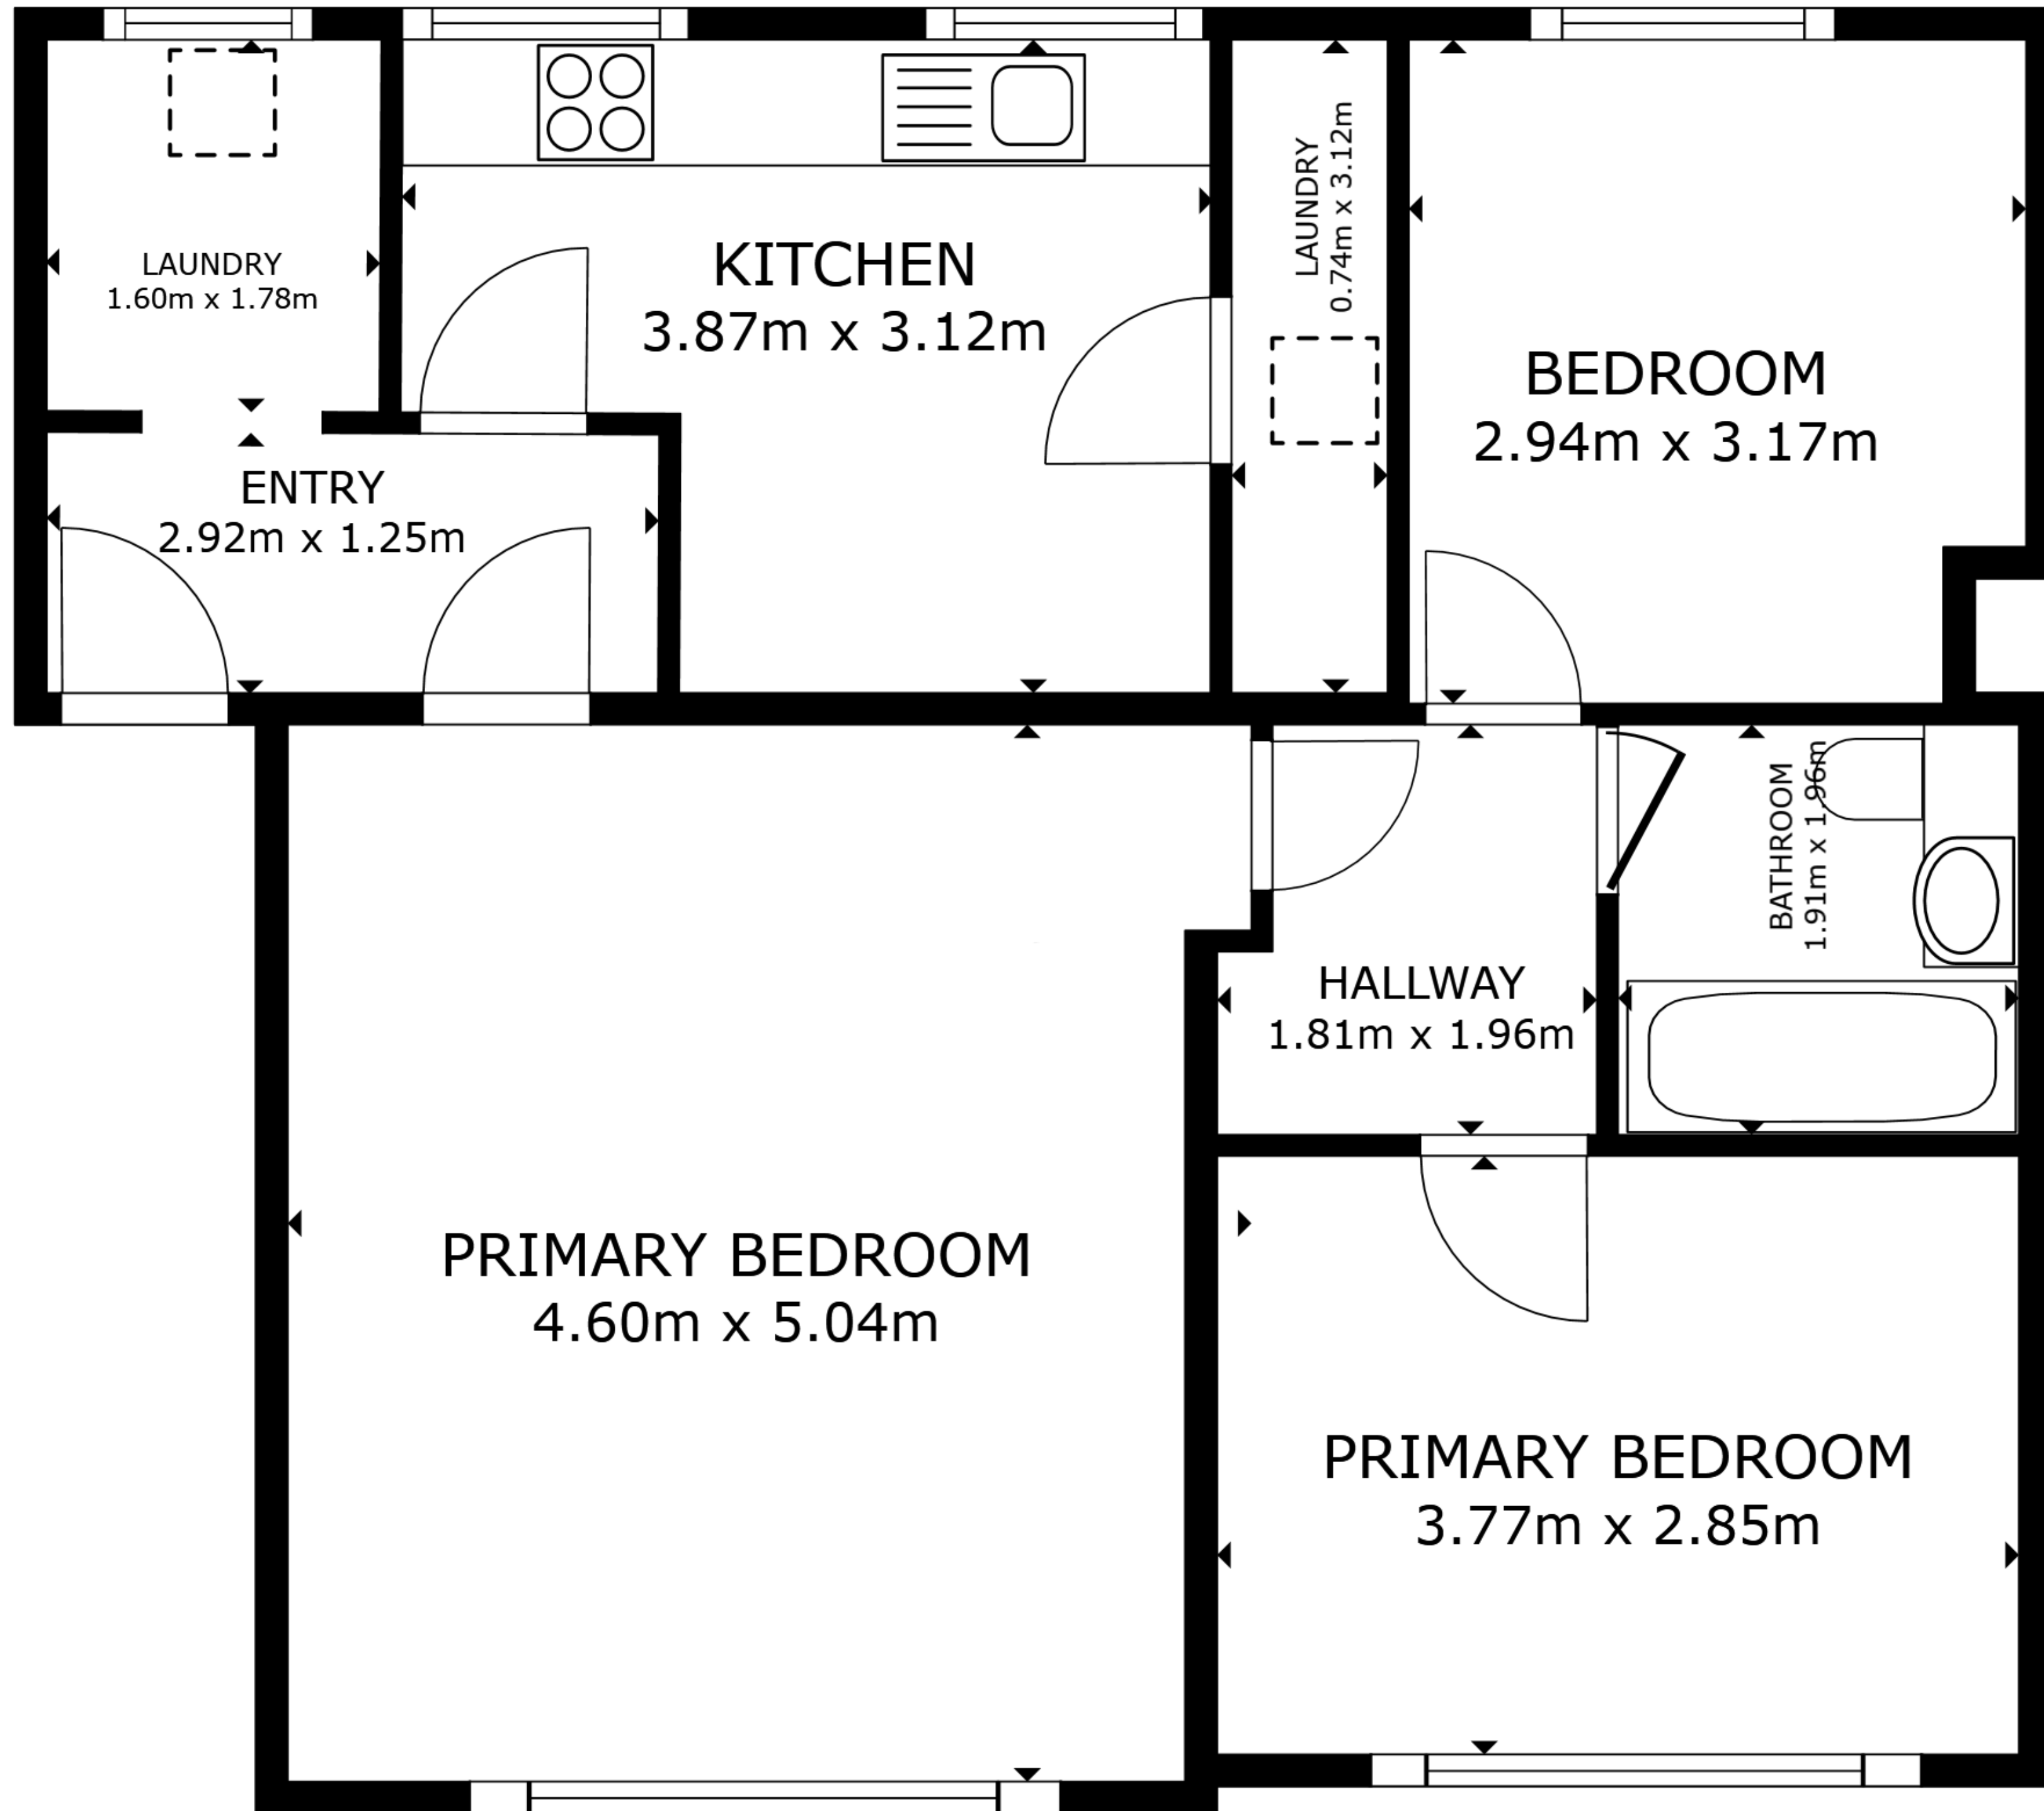 LAUNDRY
1.60m x 1.78m
KITCHEN
3.87m x 3.12m
LAUNDRY
0.74m x 3.12m
BEDROOM
2.94m x 3.17m
ENTRY
2.92m x 1.25m
BATHROOM
1.91m x 1.96m
HALLWAY
1.81m x 1.96m
PRIMARY BEDROOM
4.60m x 5.04m
PRIMARY BEDROOM
3.77m x 2.85m